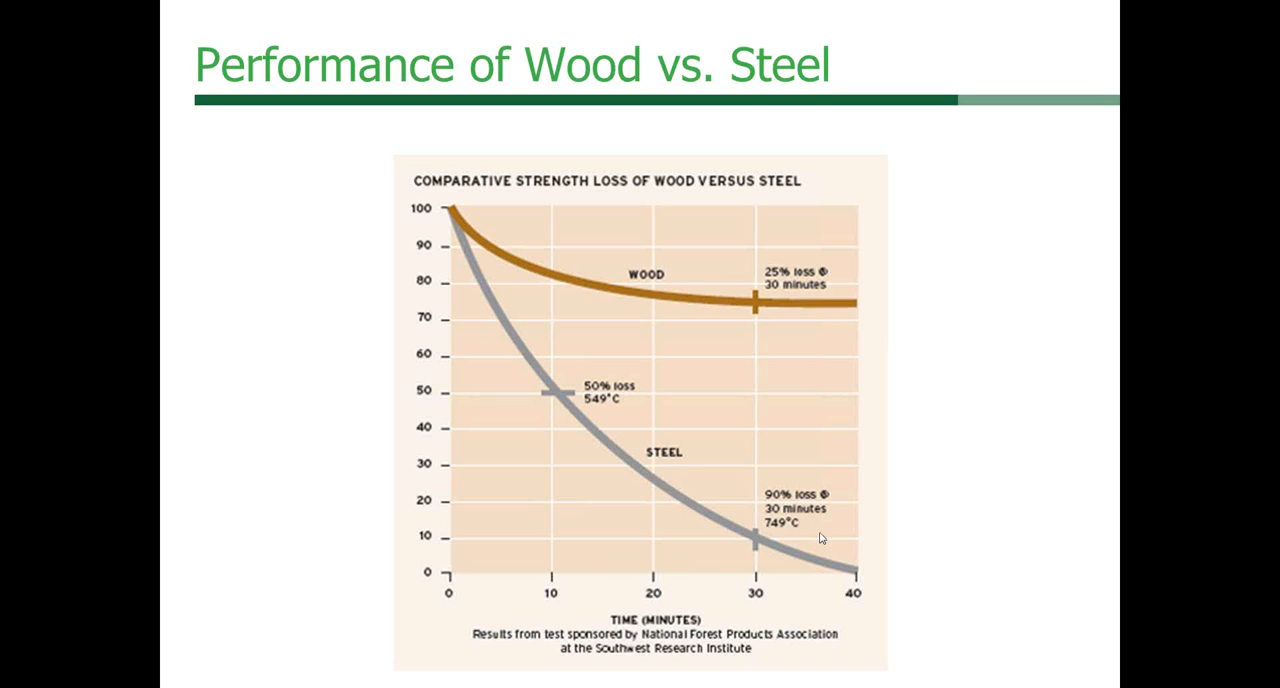 Performance of Wood vs. Steel
COMPARATIVE STRENGTH LOSS OF WOOD VERSUS STEEL
100
90
80
70
60
50
40
30
20
10
0
WOOD
25% loss @
30 minutes
50% loss
549°C
STEEL
90% loss @
30 minutes
749°C
0 10 20 30 40
TIME (MINUTES)
Results from test sponsored by National Forest Products Association
at the Southwest Research Institute